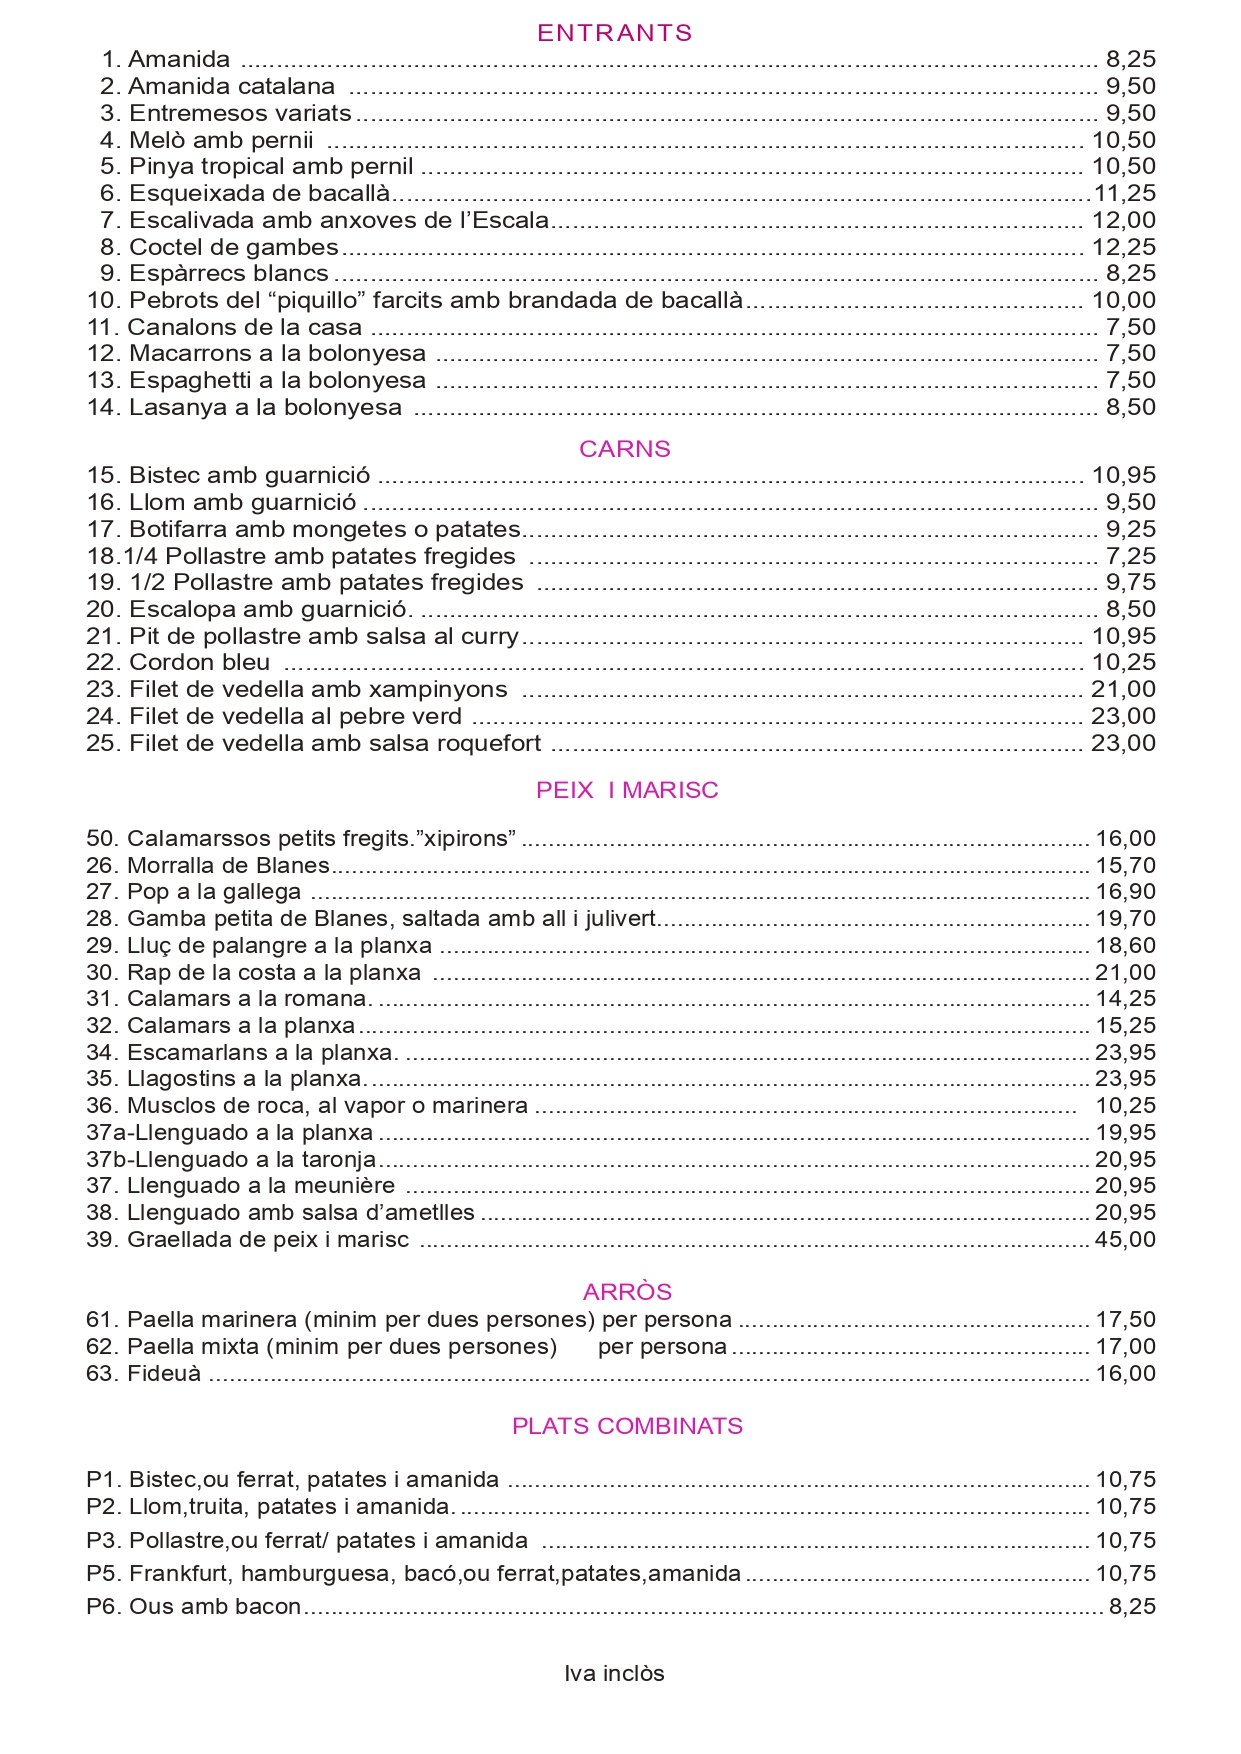 ENTRANTS
1. Amanida ........ 8,25
2. Amanida catalana ........ 9,50
3. Entremesos variats ........ 9,50
4. Melò amb pernii ........ 10,50
5. Pinya tropical amb pernil ........ 10,50
6. Esqueixada de bacallà ........ 11,25
7. Escalivada amb anxoves de l’Escala ........ 12,00
8. Coctel de gambes ........ 12,25
9. Espàrrecs blancs ........ 8,25
10. Pebrots del “piquillo” farcits amb brandada de bacallà ........ 10,00
11. Canalons de la casa ........ 7,50
12. Macarrons a la bolonyesa ........ 7,50
13. Espaghetti a la bolonyesa ........ 7,50
14. Lasanya a la bolonyesa ........ 8,50
CARNS
15. Bistec amb guarnició ........ 10,95
16. Llom amb guarnició ........ 9,50
17. Botifarra amb mongetes o patates ........ 9,25
18.1/4 Pollastre amb patates fregides ........ 7,25
19. 1/2 Pollastre amb patates fregides ........ 9,75
20. Escalopa amb guarnició. ........ 8,50
21. Pit de pollastre amb salsa al curry ........ 10,95
22. Cordon bleu ........ 10,25
23. Filet de vedella amb xampinyons ........ 21,00
24. Filet de vedella al pebre verd ........ 23,00
25. Filet de vedella amb salsa roquefort ........ 23,00
PEIX I MARISC
50. Calamarssos petits fregits.”xipirons” ........ 16,00
26. Morralla de Blanes ........ 15,70
27. Pop a la gallega ........ 16,90
28. Gamba petita de Blanes, saltada amb all i julivert ........ 19,70
29. Lluç de palangre a la planxa ........ 18,60
30. Rap de la costa a la planxa ........ 21,00
31. Calamars a la romana. ........ 14,25
32. Calamars a la planxa ........ 15,25
34. Escamarlans a la planxa. ........ 23,95
35. Llagostins a la planxa. ........ 23,95
36. Musclos de roca, al vapor o marinera ........ 10,25
37a-Llenguado a la planxa ........ 19,95
37b-Llenguado a la taronja ........ 20,95
37. Llenguado a la meunière ........ 20,95
38. Llenguado amb salsa d’ametlles ........ 20,95
39. Graellada de peix i marisc ........ 45,00
ARRÒS
61. Paella marinera (minim per dues persones) per persona ........ 17,50
62. Paella mixta (minim per dues persones) per persona ........ 17,00
63. Fideuà ........ 16,00
PLATS COMBINATS
P1. Bistec,ou ferrat, patates i amanida ........ 10,75
P2. Llom,truita, patates i amanida. ........ 10,75
P3. Pollastre,ou ferrat/ patates i amanida ........ 10,75
P5. Frankfurt, hamburguesa, bacó,ou ferrat,patates,amanida ........ 10,75
P6. Ous amb bacon ........ 8,25
Iva inclòs